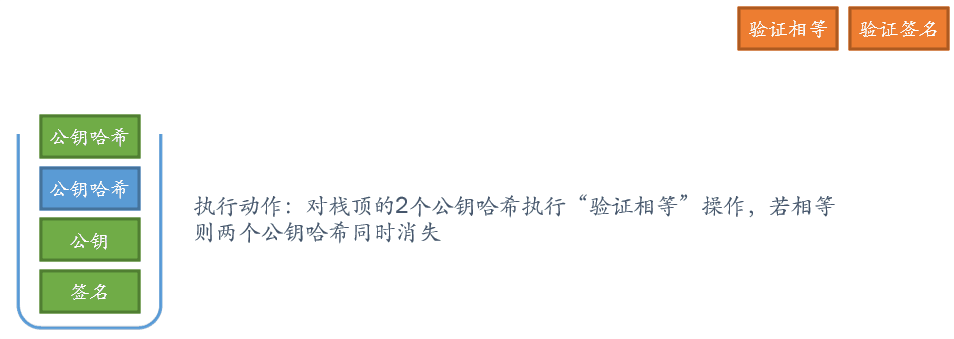 验证相等 验证签名
公钥哈希
公钥哈希
公钥
签名
执行动作：对栈顶的2个公钥哈希执行“验证相等”操作，若相等
则两个公钥哈希同时消失